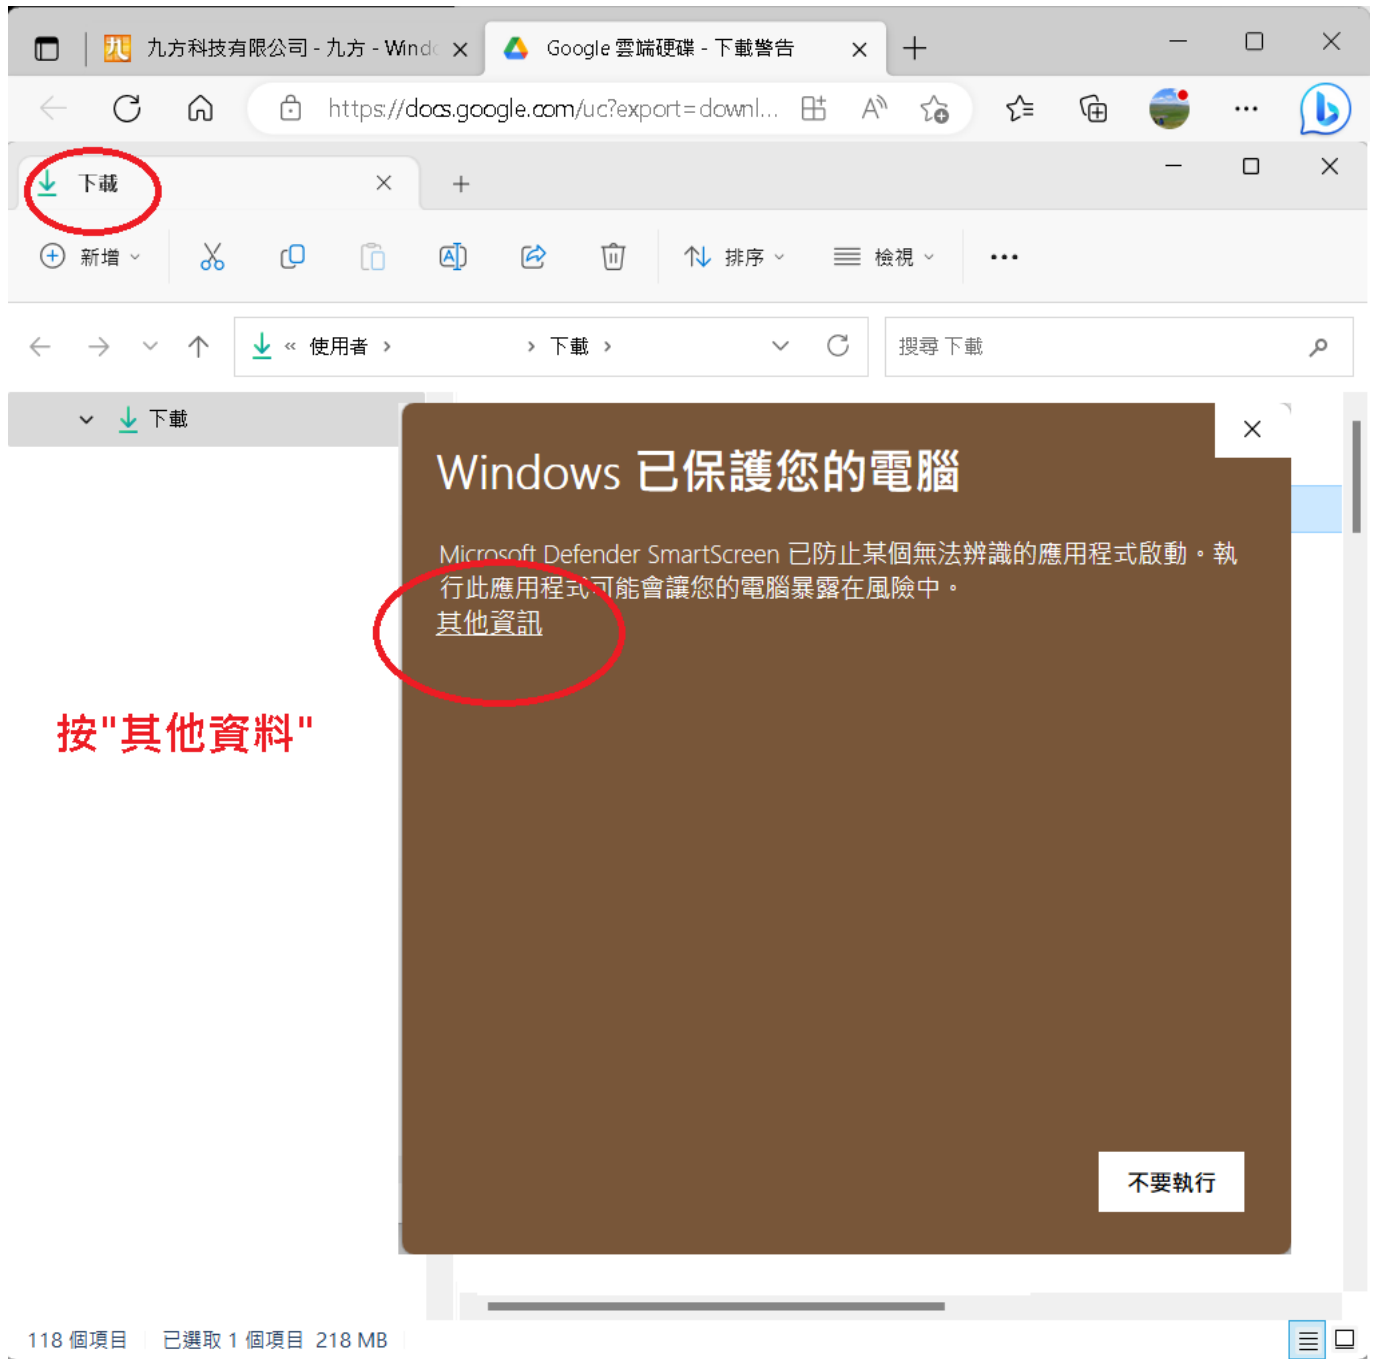 九方科技有限公司 - 九方 - Windo
Google 雲端硬碟 - 下載警告
https://docs.google.com/uc?export=downl...
下載
新增
排序
檢視
« 使用者 › › 下載 ›
搜尋 下載
下載
Windows 已保護您的電腦
Microsoft Defender SmartScreen 已防止某個無法辨識的應用程式啟動。執
行此應用程式可能會讓您的電腦暴露在風險中。
其他資訊
按"其他資料"
不要執行
118 個項目 已選取 1 個項目 218 MB